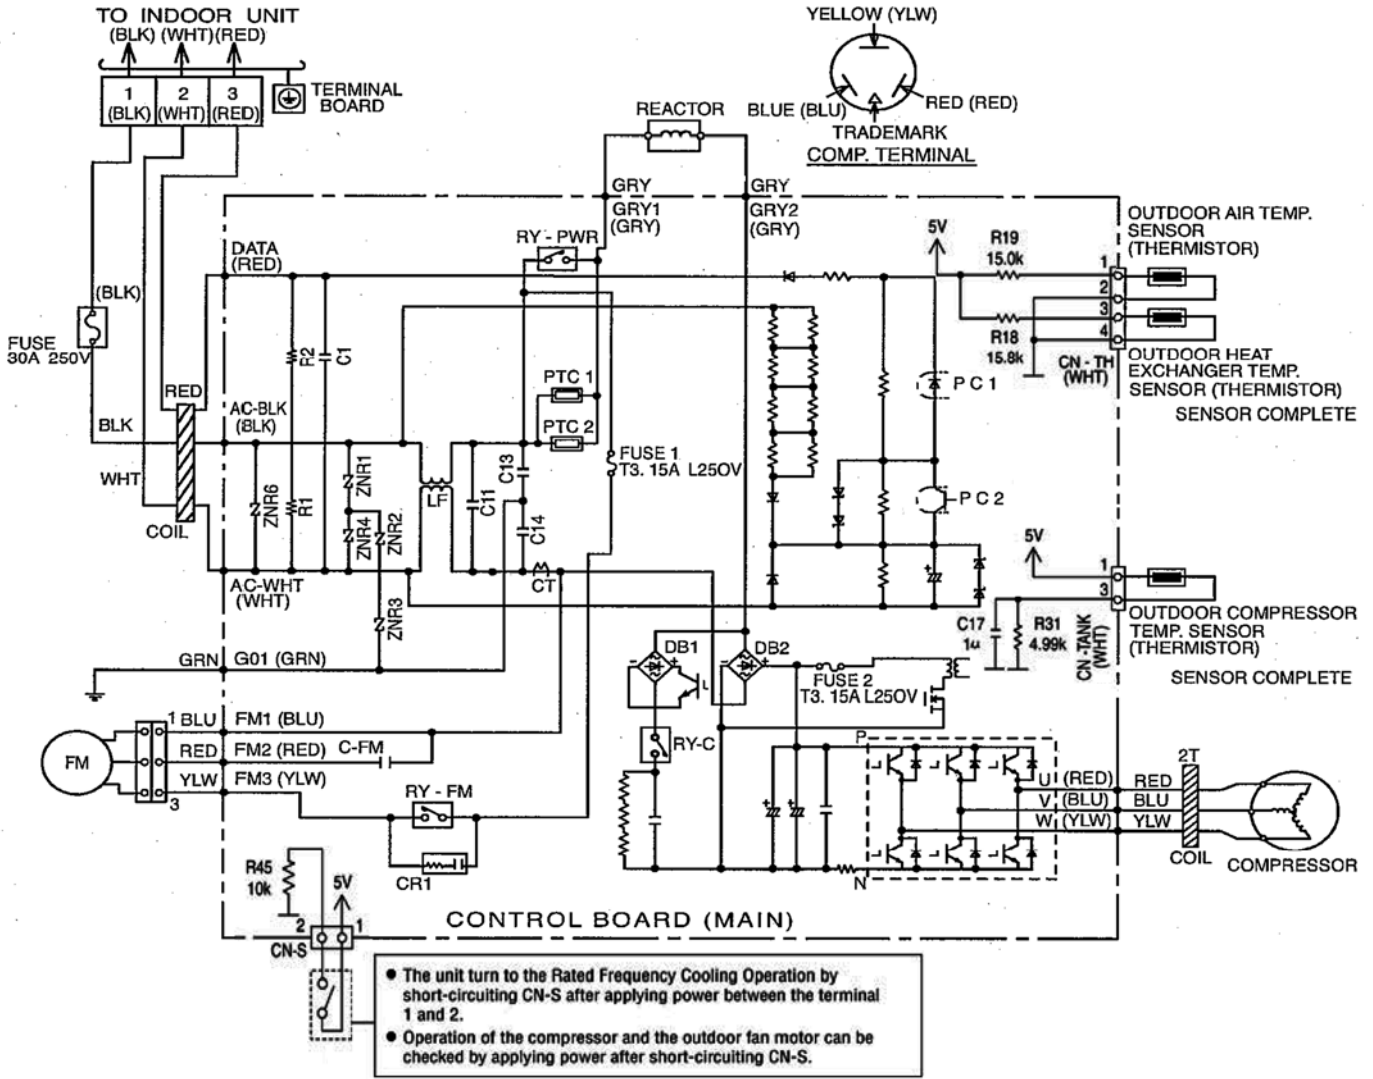 TO INDOOR UNIT
(BLK) (WHT) (RED)
1 2 3
(BLK) (WHT) (RED)
TERMINAL
BOARD
YELLOW (YLW)
BLUE (BLU)
RED (RED)
TRADEMARK
COMP. TERMINAL
REACTOR
GRY
GRY
GRY1
(GRY)
GRY2
(GRY)
RY - PWR
DATA
(RED)
5V
R19
15.0k
1
2
3
4
R18
15.8k
CN - TH
(WHT)
OUTDOOR AIR TEMP.
SENSOR
(THERMISTOR)
OUTDOOR HEAT
EXCHANGER TEMP.
SENSOR (THERMISTOR)
SENSOR COMPLETE
(BLK)
FUSE
30A 250V
R2
C1
RED
BLK
WHT
COIL
AC-BLK
(BLK)
PTC 1
PTC 2
FUSE 1
T3. 15A L250V
PC1
PC2
ZNR6
R1
ZNR1
ZNR4
ZNR2
ZNR3
LF
C11
C13
C14
CT
AC-WHT
(WHT)
5V
1
3
C17
1u
R31
4.99k
CN-TANK
(WHT)
OUTDOOR COMPRESSOR
TEMP. SENSOR
(THERMISTOR)
SENSOR COMPLETE
GRN
G01 (GRN)
DB1
DB2
- +
- +
FUSE 2
T3. 15A L250V
FM
1 BLU
RED
YLW
3
FM1 (BLU)
FM2 (RED)
FM3 (YLW)
C-FM
RY-C
RY - FM
CR1
P
N
U (RED)
V (BLU)
W (YLW)
RED
BLU
YLW
2T
COIL
COMPRESSOR
R45
10k
5V
2 1
CN-S
CONTROL BOARD (MAIN)
● The unit turn to the Rated Frequency Cooling Operation by
short-circuiting CN-S after applying power between the terminal
1 and 2.
● Operation of the compressor and the outdoor fan motor can be
checked by applying power after short-circuiting CN-S.